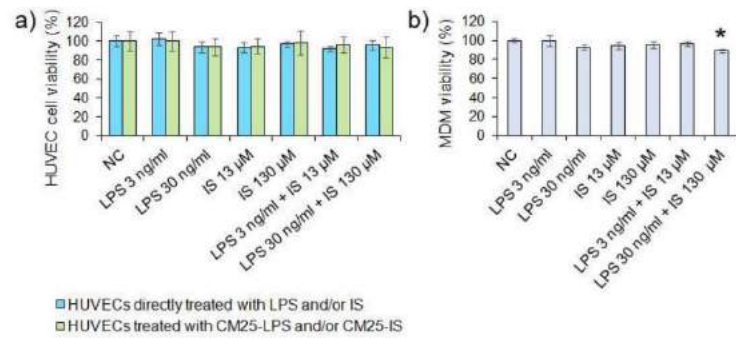 a)
HUVEC cell viability (%)
120
100
80
60
40
20
0
NC
LPS 3 ng/ml
LPS 30 ng/ml
IS 13 µM
IS 130 µM
LPS 3 ng/ml + IS 13 µM
LPS 30 ng/ml + IS 130 µM
HUVECs directly treated with LPS and/or IS
HUVECs treated with CM25-LPS and/or CM25-IS
b)
MDM viability (%)
120
100
80
60
40
20
0
*
NC
LPS 3 ng/ml
LPS 30 ng/ml
IS 13 µM
IS 130 µM
LPS 3 ng/ml + IS 13 µM
LPS 30 ng/ml + IS 130 µM